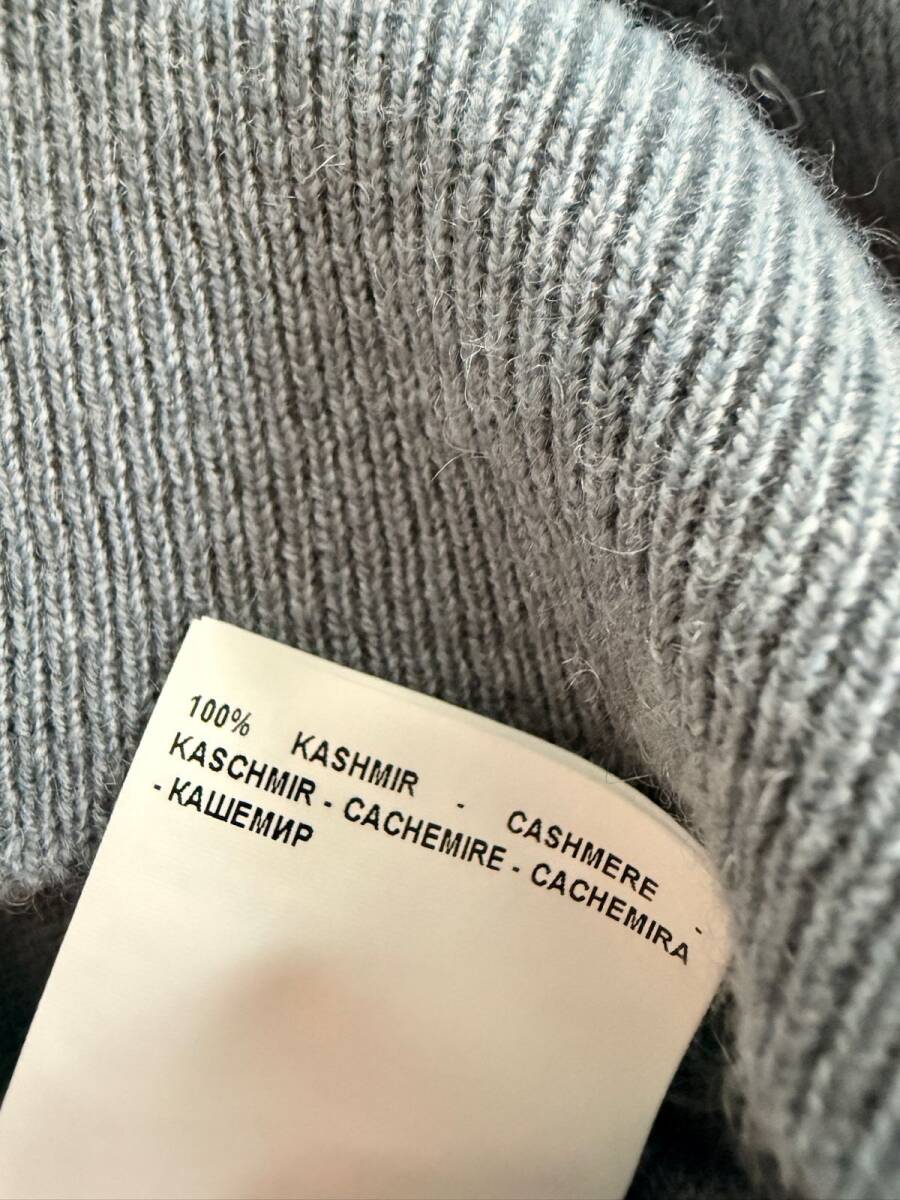 100% KASHMIR - CASHMERE -
KASCHMIR - CACHEMIRE - CACHEMIRA
- КАШЕМИР